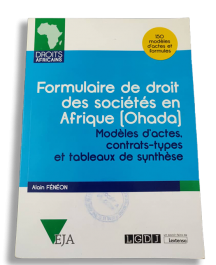 150 modèles
d'actes et
formules
DROITS
AFRICAINS
Formulaire de droit
des sociétés en
Afrique (Ohada)
Modèles d'actes,
contrats-types
et tableaux de synthèse
Alain FÉNÉON
EJA
LGDJ
lextenso